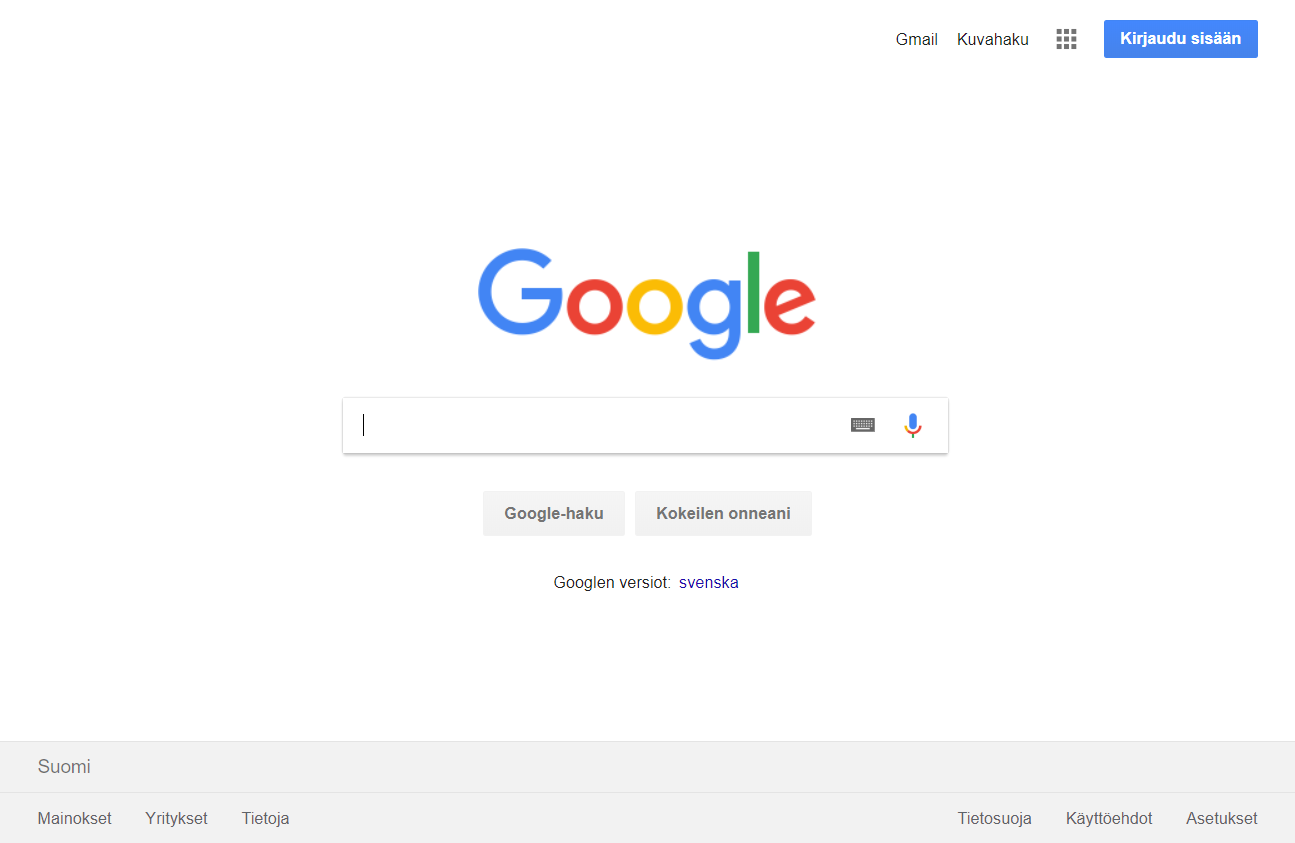 Gmail Kuvahaku Kirjaudu sisään
Google
Google-haku Kokeilen onneani
Googlen versiot: svenska
Suomi
Mainokset Yritykset Tietoja Tietosuoja Käyttöehdot Asetukset